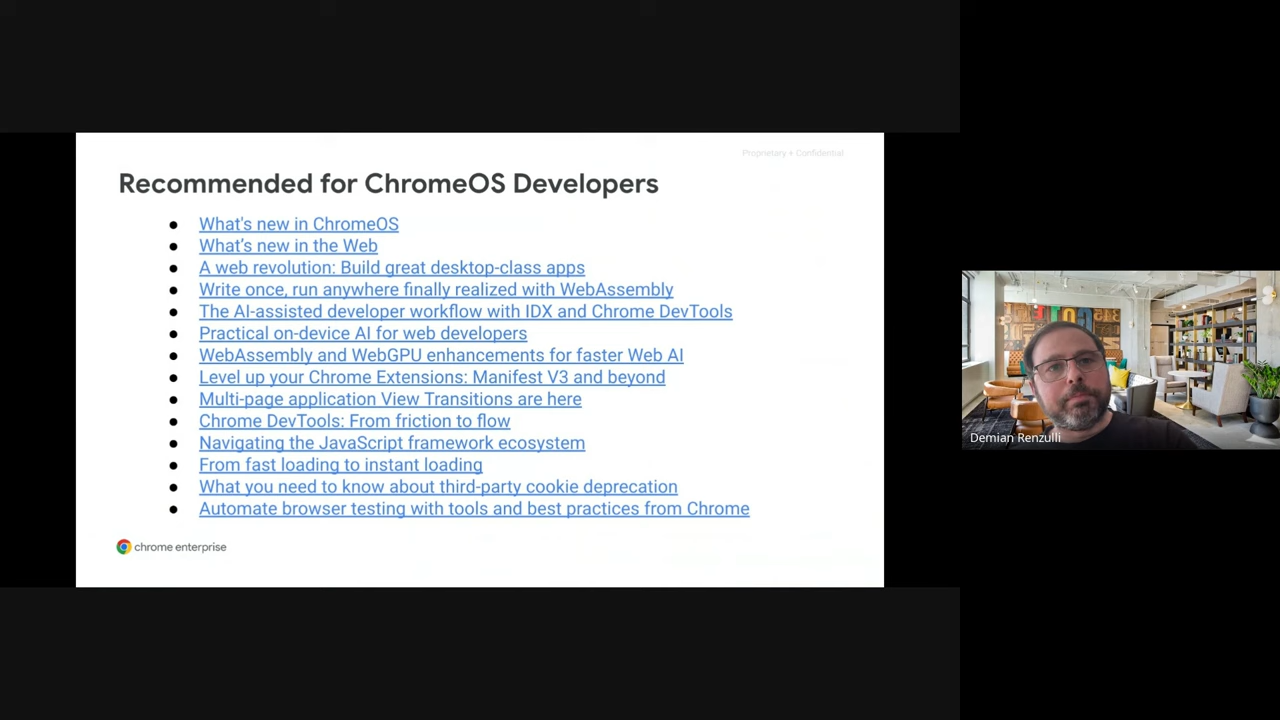 Proprietary + Confidential
Recommended for ChromeOS Developers
● What's new in ChromeOS
● What’s new in the Web
● A web revolution: Build great desktop-class apps
● Write once, run anywhere finally realized with WebAssembly
● The AI-assisted developer workflow with IDX and Chrome DevTools
● Practical on-device AI for web developers
● WebAssembly and WebGPU enhancements for faster Web AI
● Level up your Chrome Extensions: Manifest V3 and beyond
● Multi-page application View Transitions are here
● Chrome DevTools: From friction to flow
● Navigating the JavaScript framework ecosystem
● From fast loading to instant loading
● What you need to know about third-party cookie deprecation
● Automate browser testing with tools and best practices from Chrome
chrome enterprise
Demian Renzulli